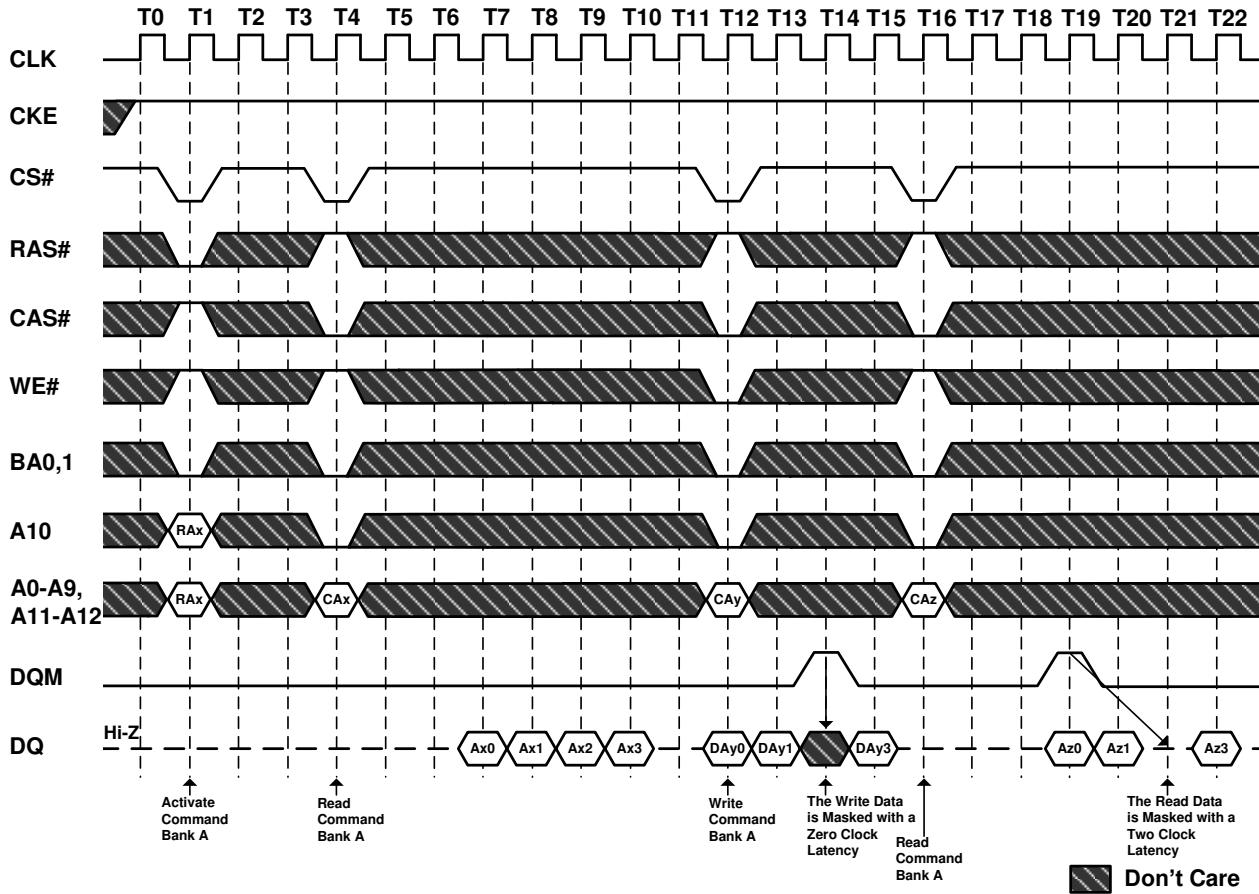 T0 T1 T2 T3 T4 T5 T6 T7 T8 T9 T10 T11 T12 T13 T14 T15 T16 T17 T18 T19 T20 T21 T22
CLK
CKE
CS#
RAS#
CAS#
WE#
BA0,1
A10
RAx
A0-A9,
A11-A12
RAx CAx CAy CAz
DQM
DQ
Hi-Z
Ax0 Ax1 Ax2 Ax3 DAy0 DAy1 DAy3 Az0 Az1 Az3
Activate
Command
Bank A
Read
Command
Bank A
Write
Command
Bank A
The Write Data
is Masked with a
Zero Clock
Latency
Read
Command
Bank A
The Read Data
is Masked with a
Two Clock
Latency
Don't Care